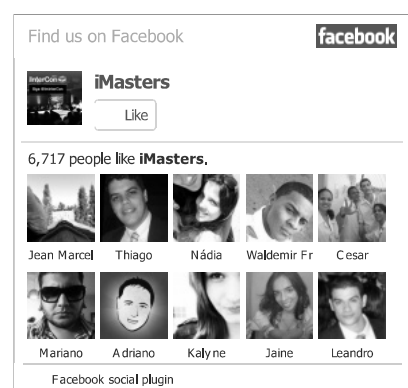 Find us on Facebook
facebook
InterCon
iMasters
Like
6,717 people like iMasters.
Jean Marcel Thiago Nádia Waldemir Fr Cesar
Mariano Adriano Kalyne Jaine Leandro
Facebook social plugin